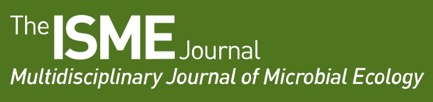 The ISME Journal
Multidisciplinary Journal of Microbial Ecology